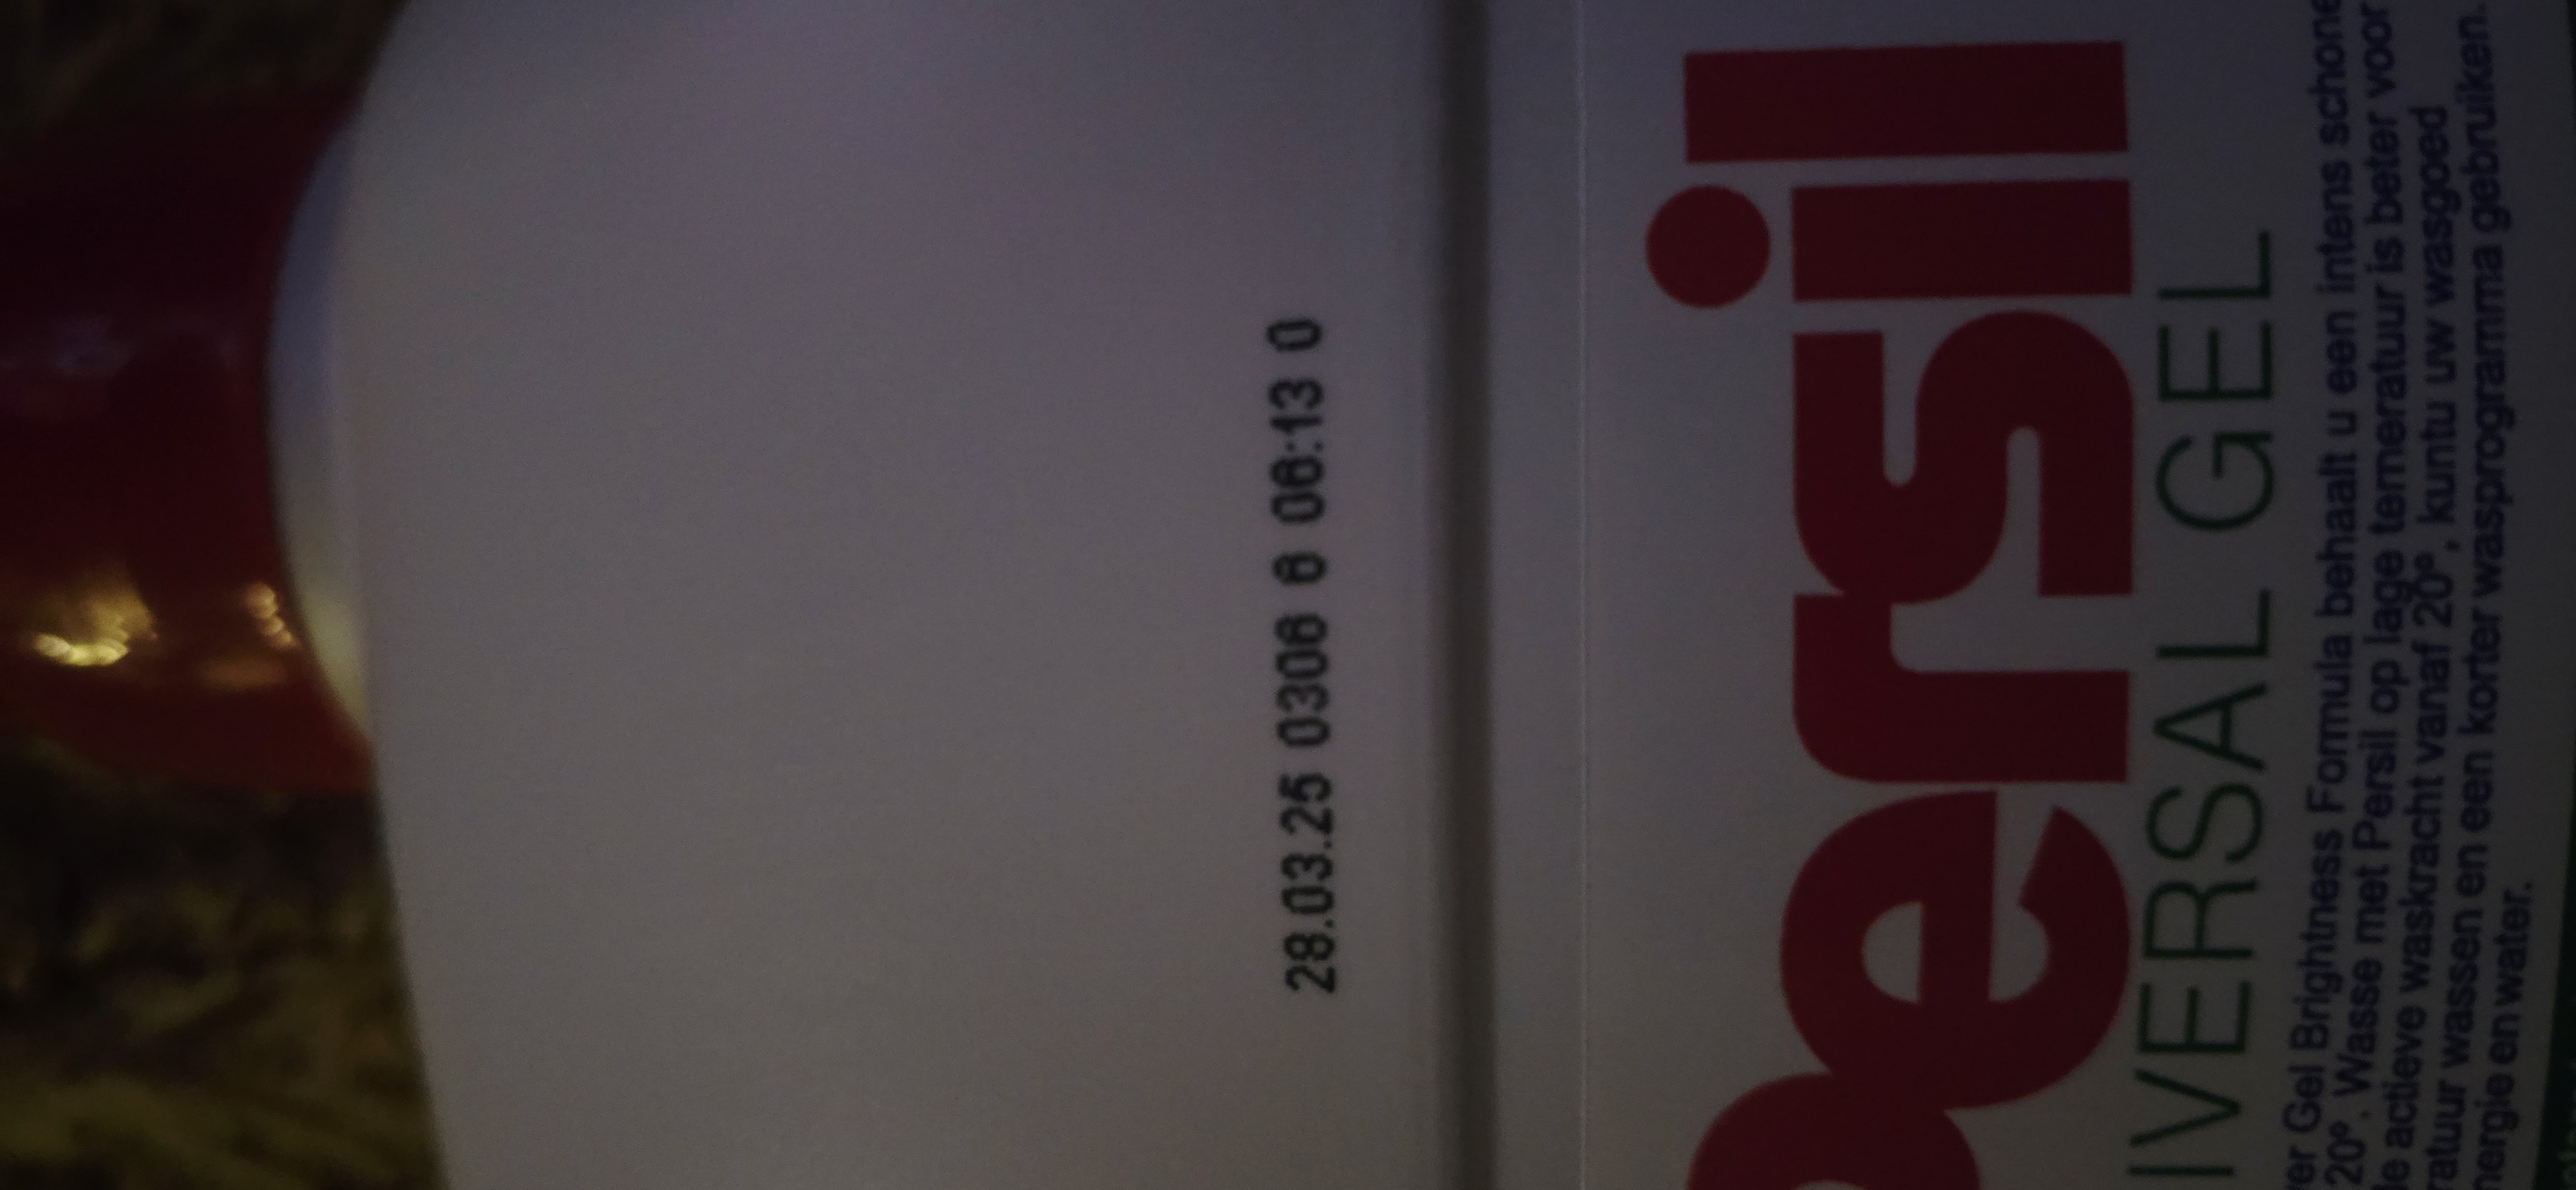 28.03.25 0306 6 06:13 0
Persil
IVERSAL GEL
er Gel Brightness Formula behaalt u een intens schone
20°. Wasse met Persil op lage temeratuur is beter voor
le actieve waskracht vanaf 20°, kuntu uw wasgoed
ratuur wassen en een korter wasprogramma gebruiken.
nergie en water.